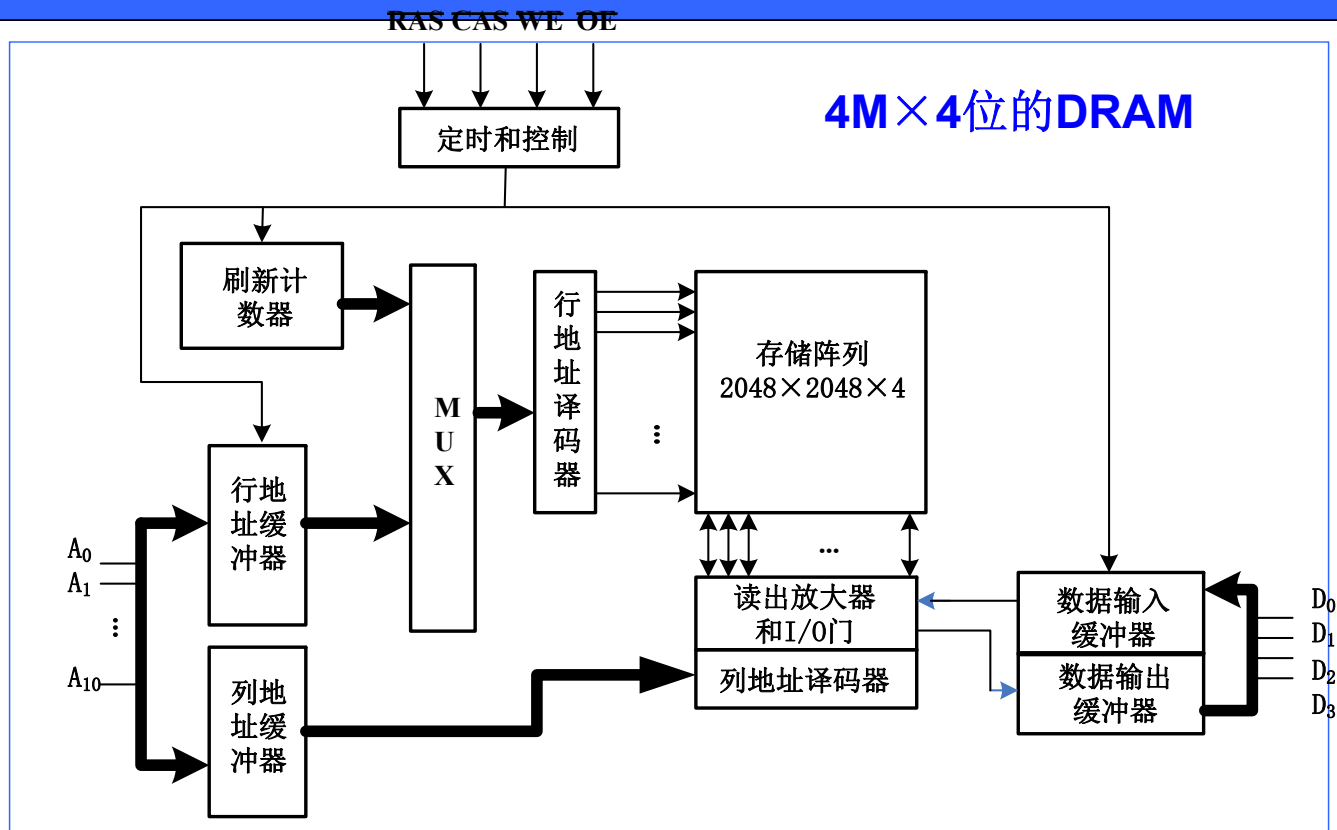 RAS CAS WE OE
4M×4位的DRAM
定时和控制
刷新计
数器
MUX
行地址译码器
存储阵列
2048×2048×4
...
行地
址缓
冲器
A0
A1
...
A10
列地
址缓
冲器
...
读出放大器
和I/O门
列地址译码器
数据输入
缓冲器
数据输出
缓冲器
D0
D1
D2
D3